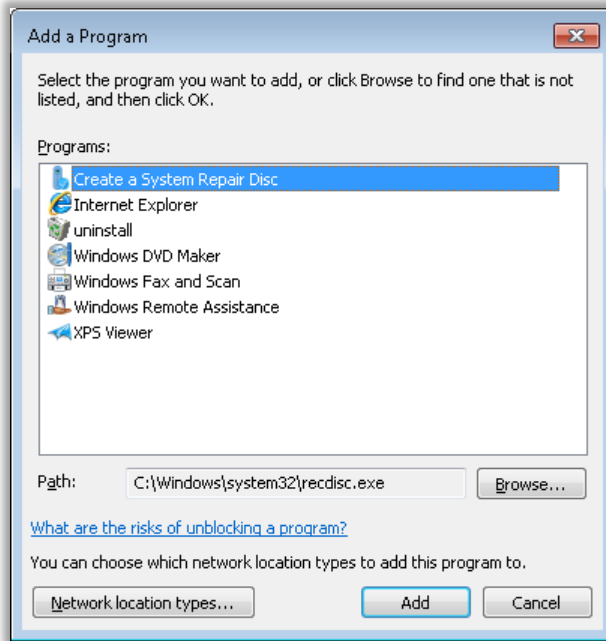 Add a Program
Select the program you want to add, or click Browse to find one that is not
listed, and then click OK.
Programs:
Create a System Repair Disc
Internet Explorer
uninstall
Windows DVD Maker
Windows Fax and Scan
Windows Remote Assistance
XPS Viewer
Path: C:\Windows\system32\recdisc.exe Browse...
What are the risks of unblocking a program?
You can choose which network location types to add this program to.
Network location types... Add Cancel